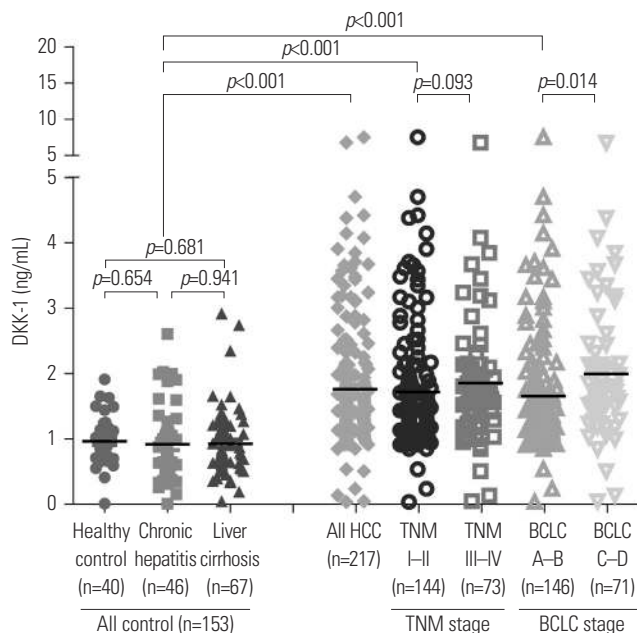 p<0.001
p<0.001
p<0.001
p=0.093
p=0.014
20
15
10
5
5
4
3
2
1
0
DKK-1 (ng/mL)
p=0.681
p=0.654
p=0.941
Healthy
control
(n=40)
Chronic
hepatitis
(n=46)
Liver
cirrhosis
(n=67)
All control (n=153)
All HCC
(n=217)
TNM
I–II
(n=144)
TNM
III–IV
(n=73)
TNM stage
BCLC
A–B
(n=146)
BCLC
C–D
(n=71)
BCLC stage